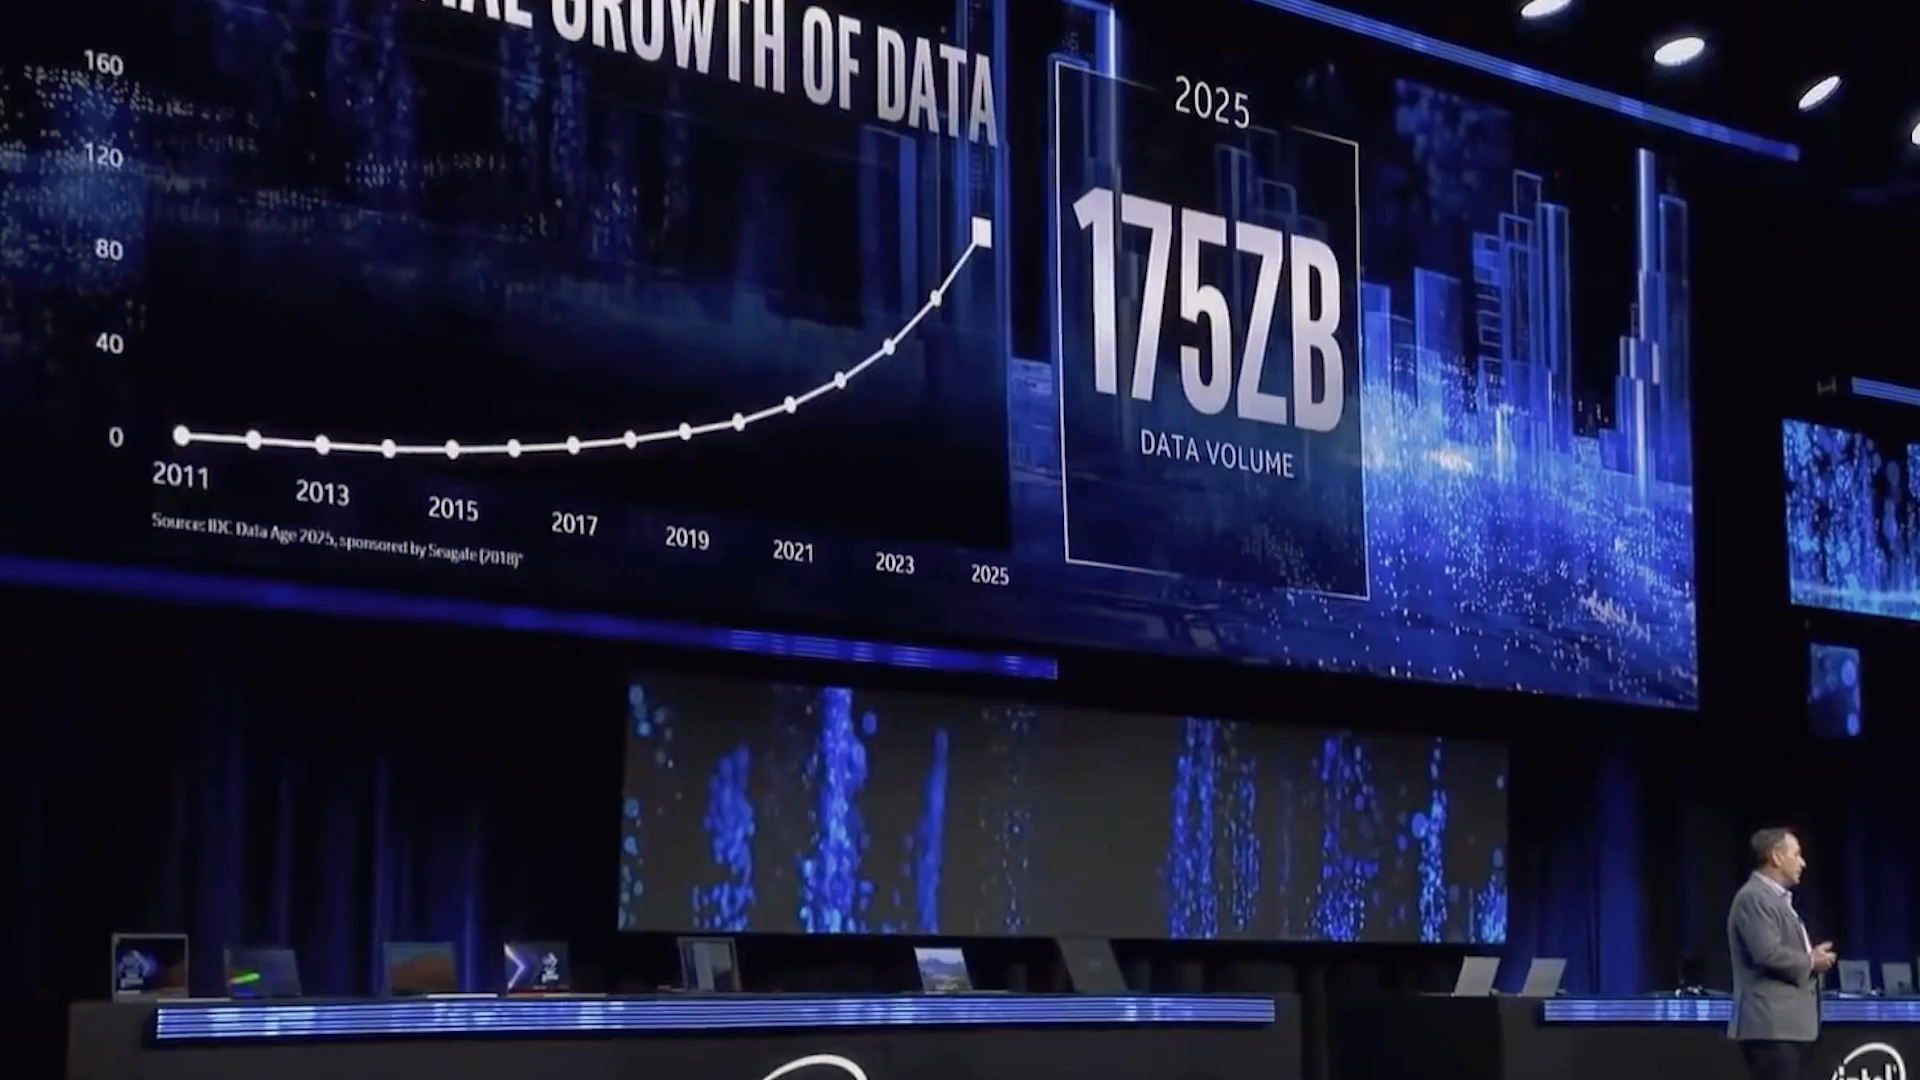 GROWTH OF DATA
160
120
80
40
0
2011
2013
2015
2017
2019
2021
2023
2025
Source: IDC Data Age 2025, sponsored by Seagate (2018)*
2025
175ZB
DATA VOLUME
intel